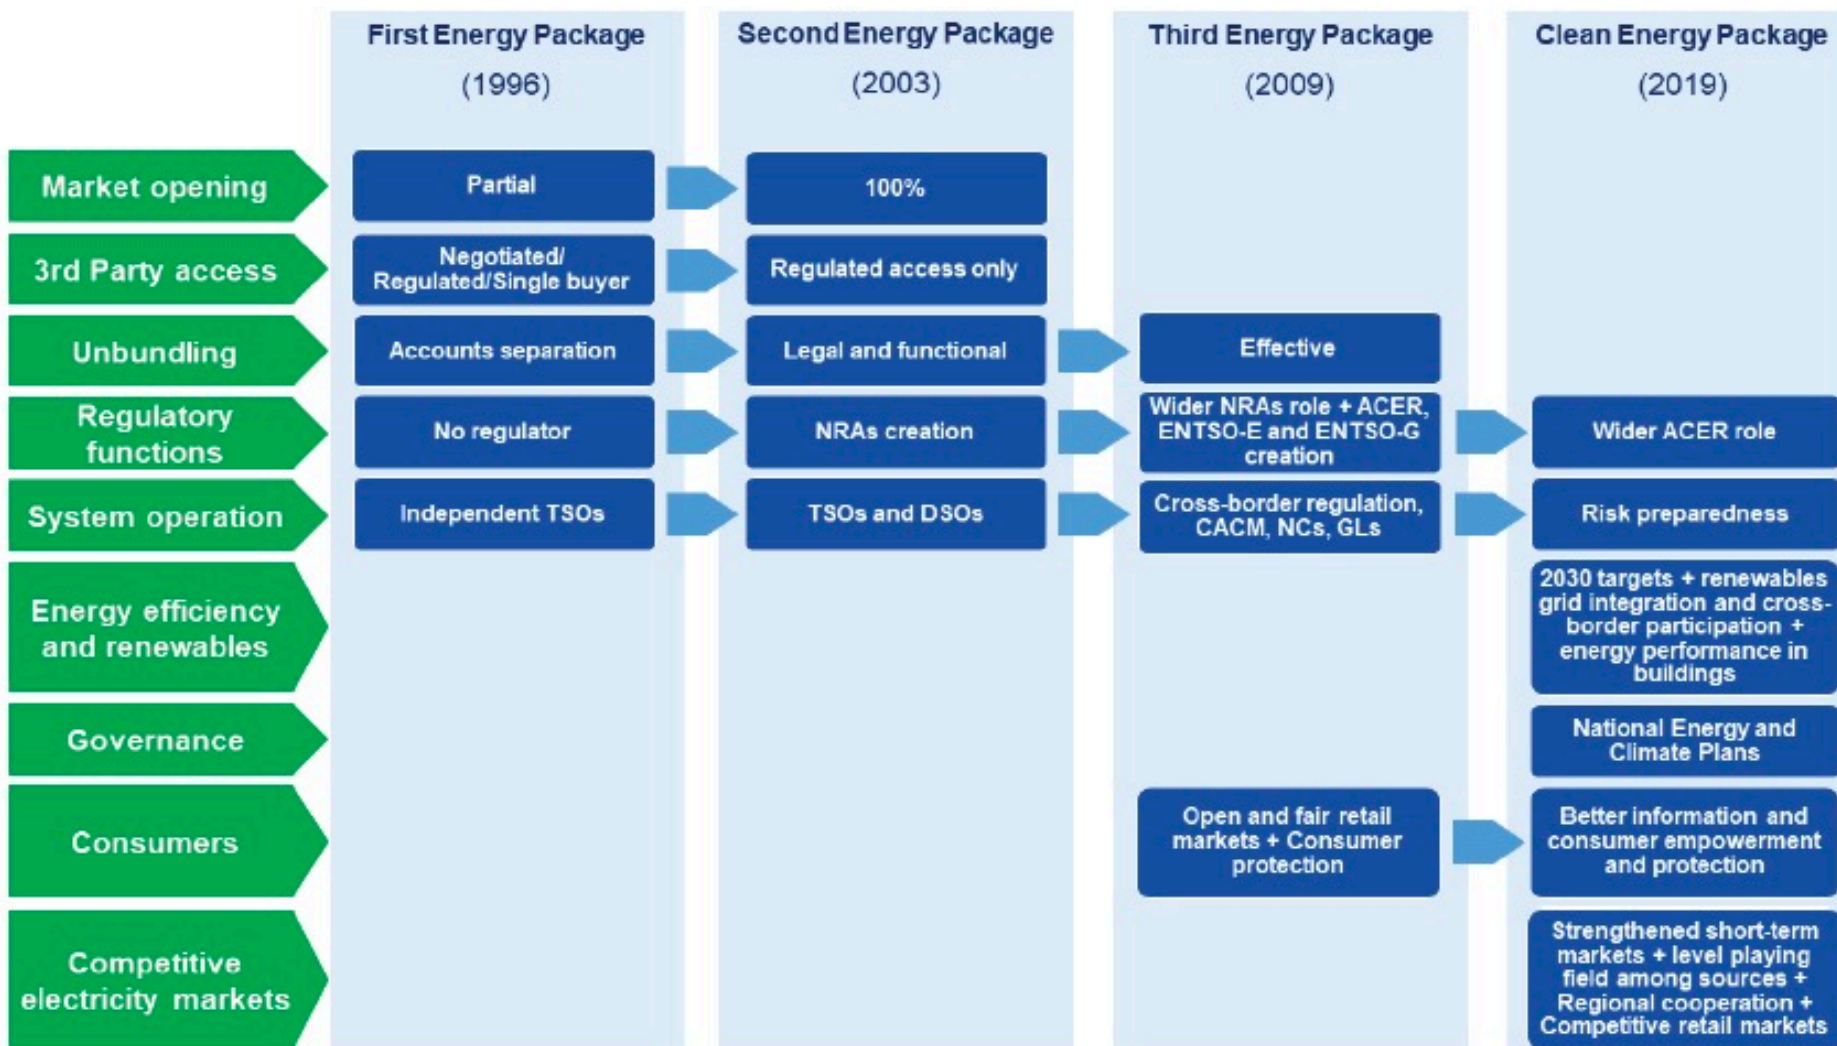 First Energy Package
(1996)
Second Energy Package
(2003)
Third Energy Package
(2009)
Clean Energy Package
(2019)
Market opening
Partial
100%
3rd Party access
Negotiated/
Regulated/Single buyer
Regulated access only
Unbundling
Accounts separation
Legal and functional
Effective
Regulatory
functions
No regulator
NRAs creation
Wider NRAs role + ACER,
ENTSO-E and ENTSO-G
creation
Wider ACER role
System operation
Independent TSOs
TSOs and DSOs
Cross-border regulation,
CACM, NCs, GLs
Risk preparedness
Energy efficiency
and renewables
2030 targets + renewables
grid integration and cross-
border participation +
energy performance in
buildings
Governance
National Energy and
Climate Plans
Consumers
Open and fair retail
markets + Consumer
protection
Better information and
consumer empowerment
and protection
Competitive
electricity markets
Strengthened short-term
markets + level playing
field among sources +
Regional cooperation +
Competitive retail markets